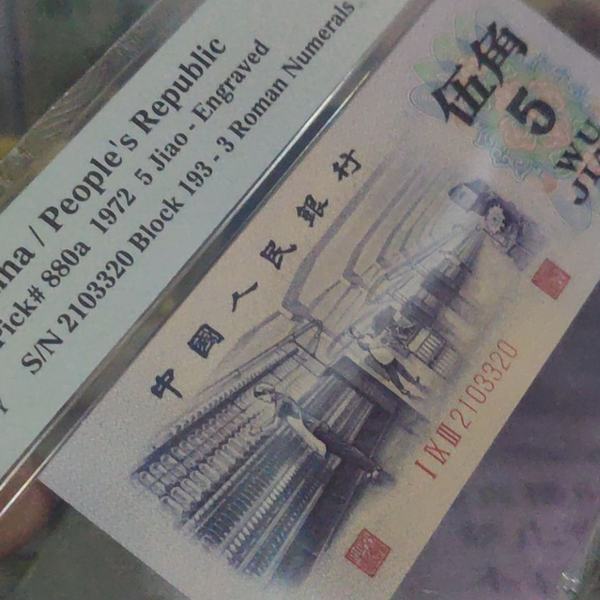 ina / People's Republic
Pick# 880a 1972 5 Jiao - Engraved
S/N 2103320 Block 193 - 3 Roman Numerals
中國人民銀行
伍角
5
WU
JIA
I IX III 2103320